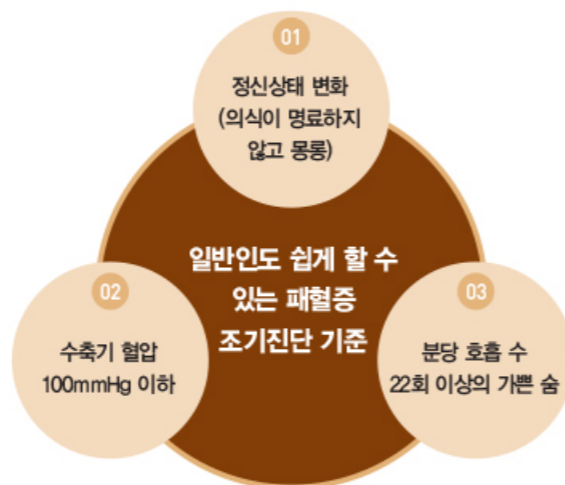 01
정신상태 변화
(의식이 명료하지
않고 몽롱)
일반인도 쉽게 할 수
있는 패혈증
조기진단 기준
02
수축기 혈압
100mmHg 이하
03
분당 호흡 수
22회 이상의 가쁜 숨